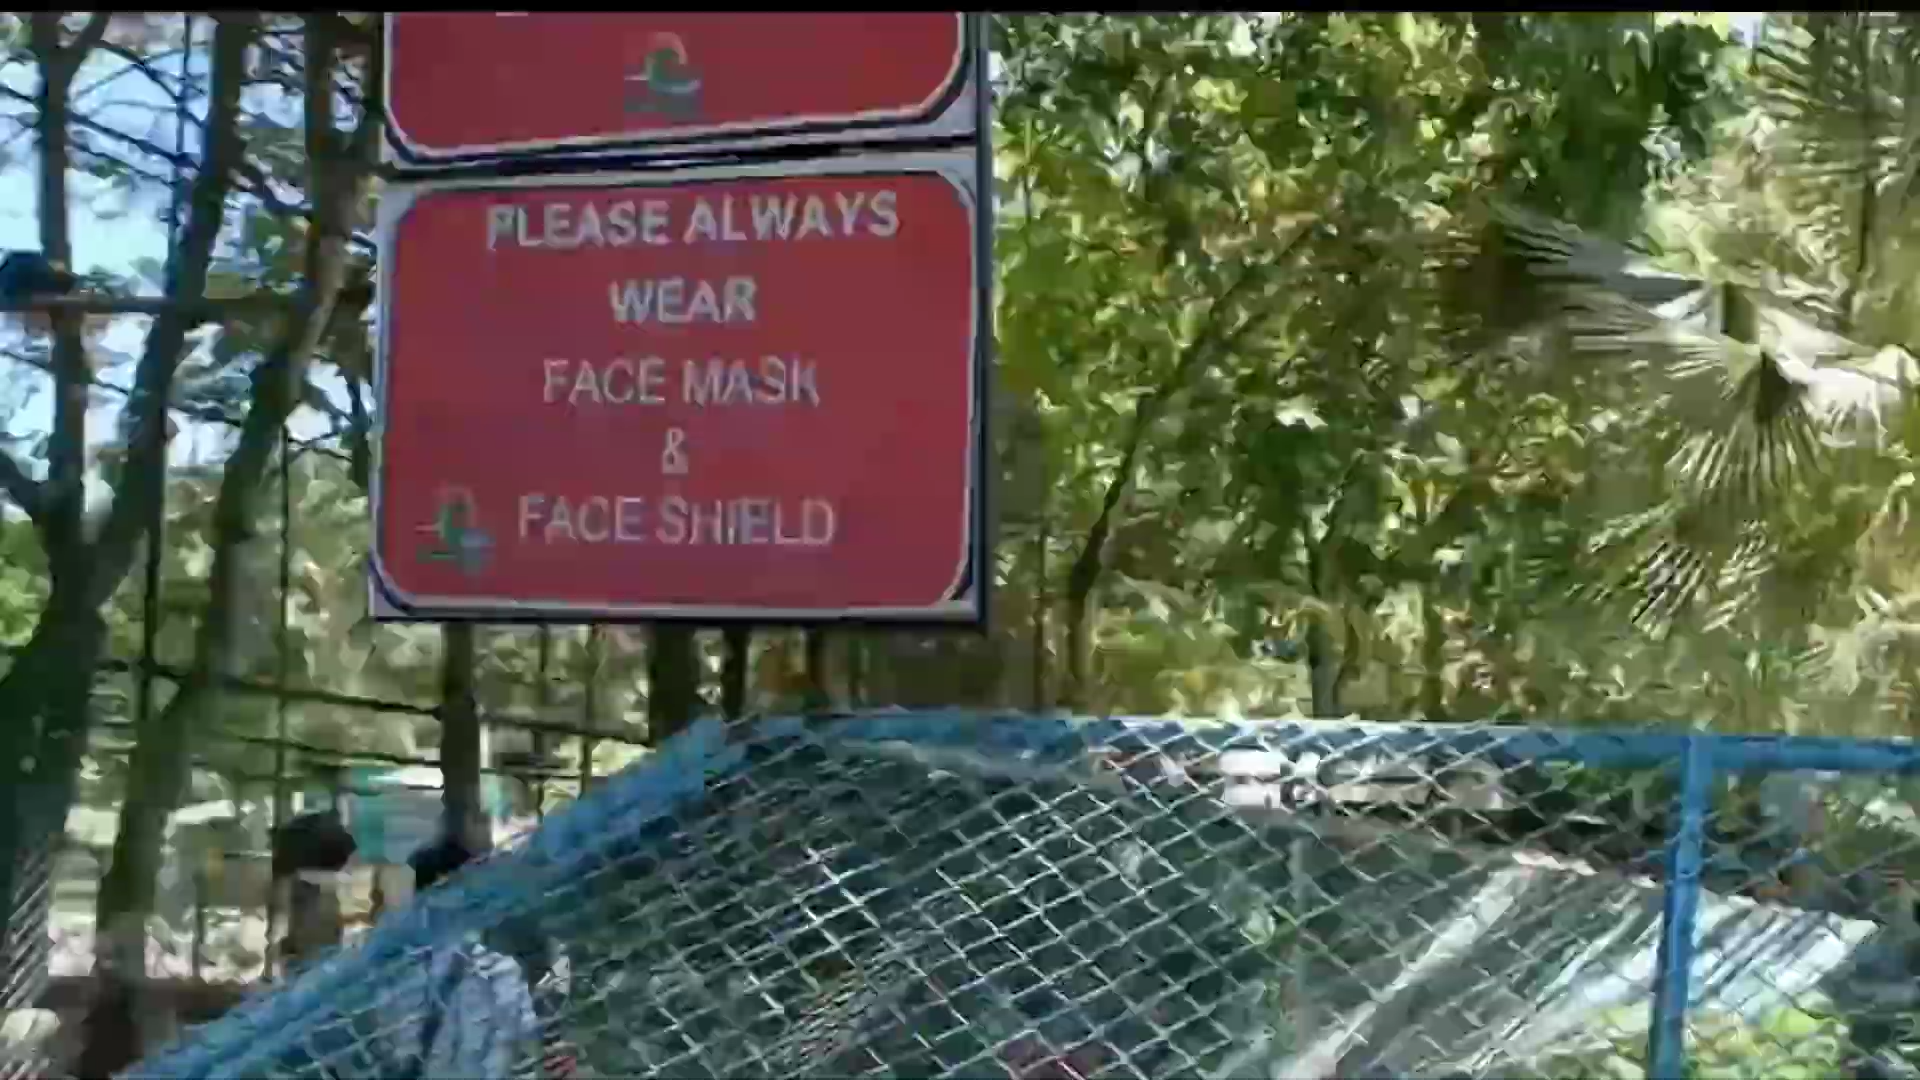 PLEASE ALWAYS
WEAR
FACE MASK
&
FACE SHIELD